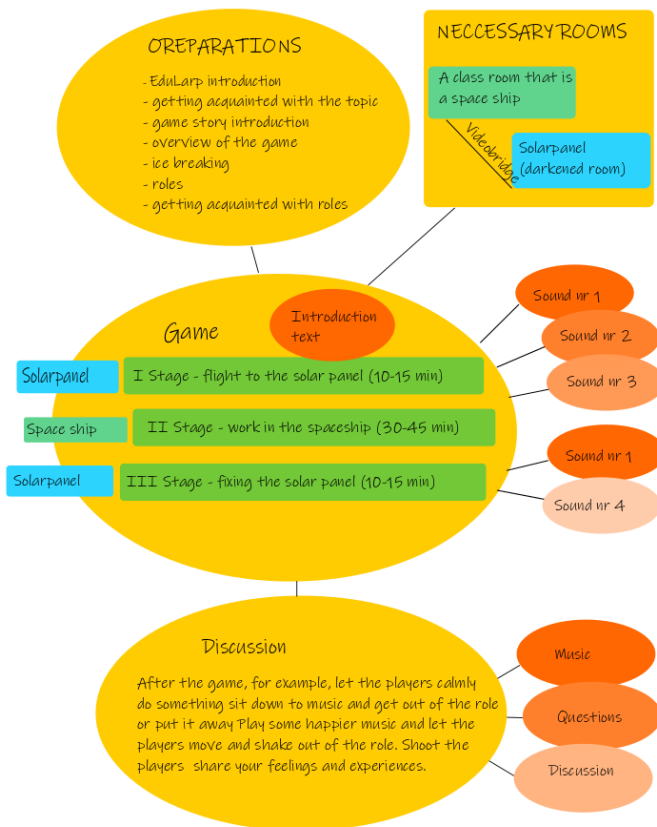 OREPARATIONS
- EduLarp introduction
- getting acquainted with the topic
- game story introduction
- overview of the game
- ice breaking
- roles
- getting acquainted with roles
NECCESSARY ROOMS
A class room that is
a space ship
Videobridge
Solarpanel
(darkened room)
Game
Introduction
text
Solarpanel
I Stage - flight to the solar panel (10-15 min)
Space ship
II Stage - work in the spaceship (30-45 min)
Solarpanel
III Stage - fixing the solar panel (10-15 min)
Sound nr 1
Sound nr 2
Sound nr 3
Sound nr 1
Sound nr 4
Discussion
After the game, for example, let the players calmly
do something sit down to music and get out of the role
or put it away Play some happier music and let the
players move and shake out of the role. Shoot the
players share your feelings and experiences.
Music
Questions
Discussion